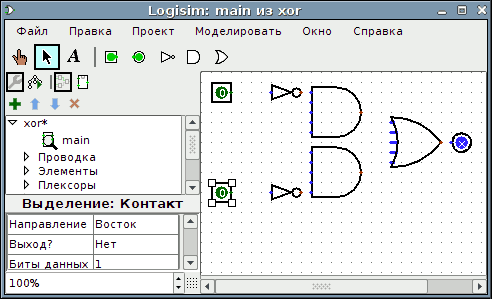 Logisim: main из xor
Файл Правка Проект Моделировать Окно Справка
A
xor*
main
Проводка
Элементы
Плексоры
Выделение: Контакт
Направление Восток
Выход? Нет
Биты данных 1
100%
0
0
x